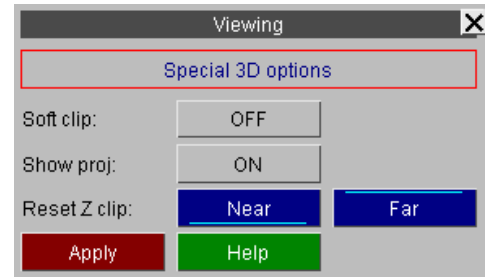 Viewing
Special 3D options
Soft clip: OFF
Show proj: ON
Reset Z clip: Near Far
Apply Help